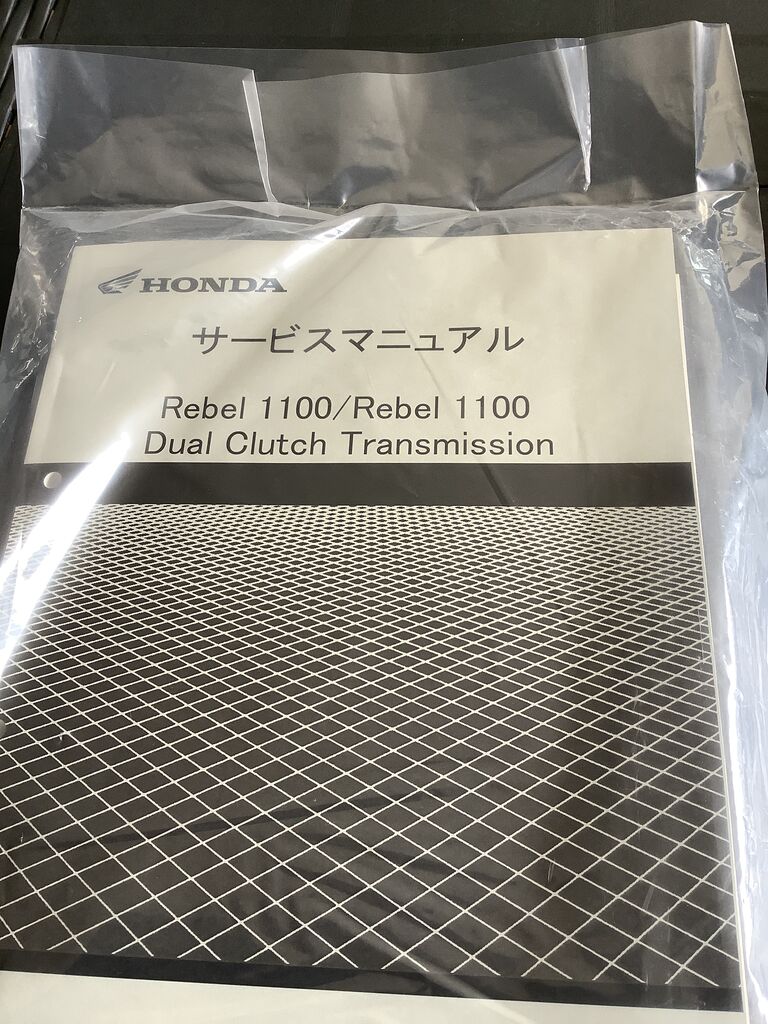 HONDA
サービスマニュアル
Rebel 1100/Rebel 1100
Dual Clutch Transmission